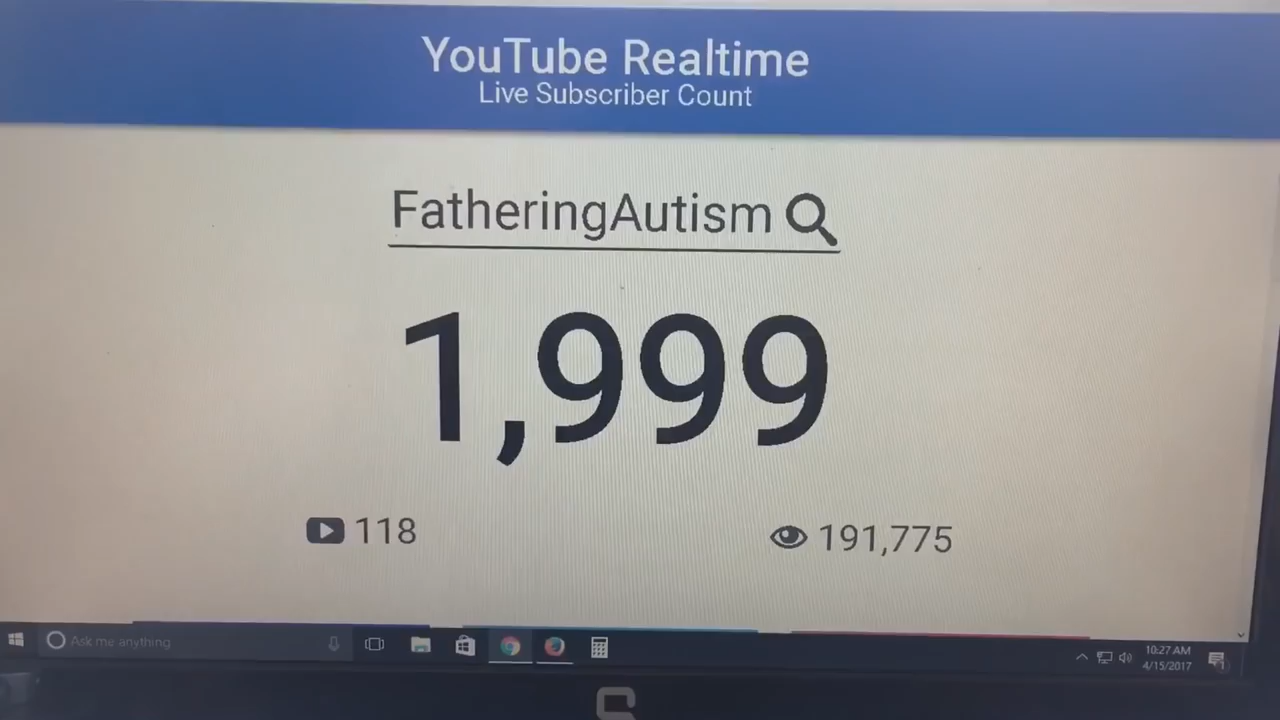 YouTube Realtime
Live Subscriber Count
FatheringAutism
1,999
118
191,775
Ask me anything
10:27 AM
4/15/2017
1